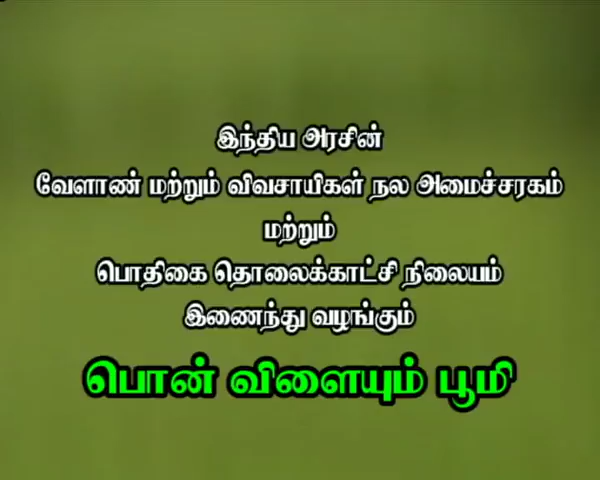 இந்திய அரசின்
வேளாண் மற்றும் விவசாயிகள் நல அமைச்சரகம்
மற்றும்
பொதிகை தொலைக்காட்சி நிலையம்
இணைந்து வழங்கும்
பொன் விளையும் பூமி